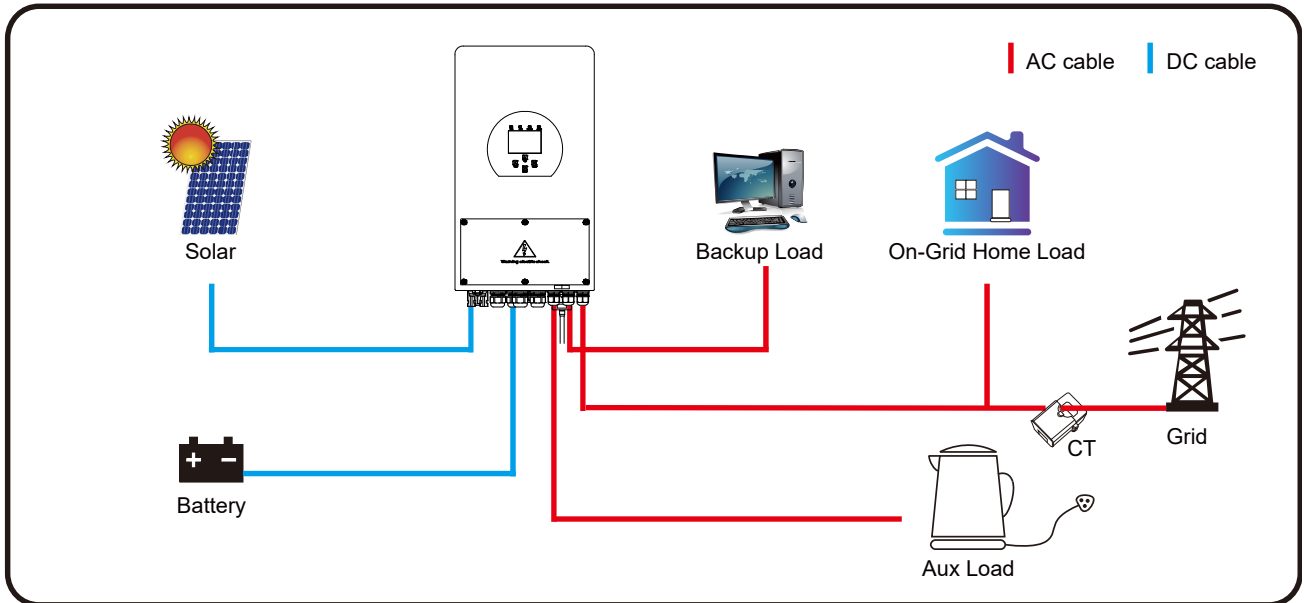 AC cable
DC cable
Solar
Backup Load
On-Grid Home Load
CT
Grid
+ −
Battery
Aux Load